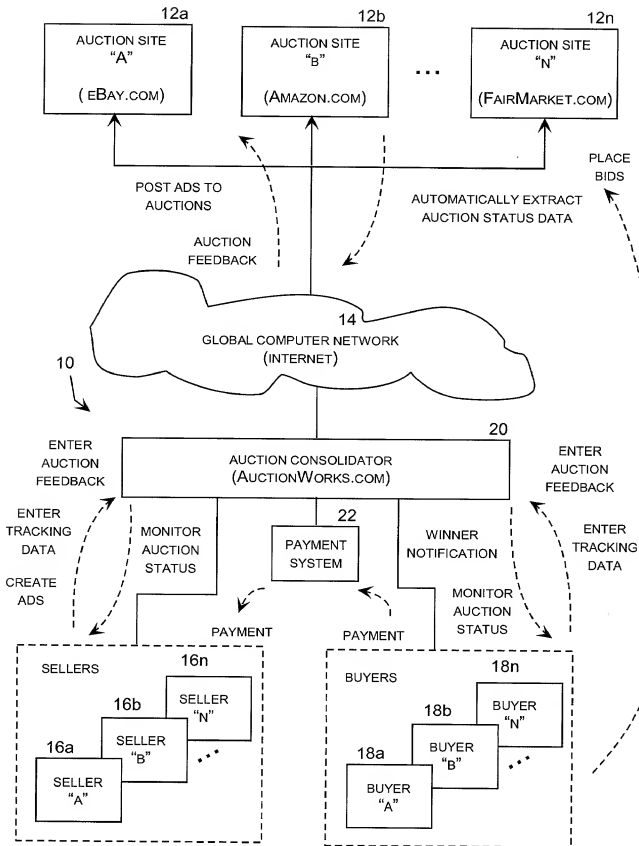 12a
12b
12n
AUCTION SITE
"A"
(EBAY.COM)
AUCTION SITE
"B"
(AMAZON.COM)
...
AUCTION SITE
"N"
(FAIRMARKET.COM)
POST ADS TO
AUCTIONS
AUCTION
FEEDBACK
AUTOMATICALLY EXTRACT
AUCTION STATUS DATA
PLACE
BIDS
14
GLOBAL COMPUTER NETWORK
(INTERNET)
10
20
AUCTION CONSOLIDATOR
(AUCTIONWORKS.COM)
ENTER
AUCTION
FEEDBACK
ENTER
TRACKING
DATA
CREATE
ADS
MONITOR
AUCTION
STATUS
22
PAYMENT
SYSTEM
WINNER
NOTIFICATION
MONITOR
AUCTION
STATUS
ENTER
AUCTION
FEEDBACK
ENTER
TRACKING
DATA
PAYMENT
PAYMENT
SELLERS
16n
SELLER
"N"
16b
SELLER
"B"
16a
SELLER
"A"
BUYERS
18n
BUYER
"N"
18b
BUYER
"B"
18a
BUYER
"A"